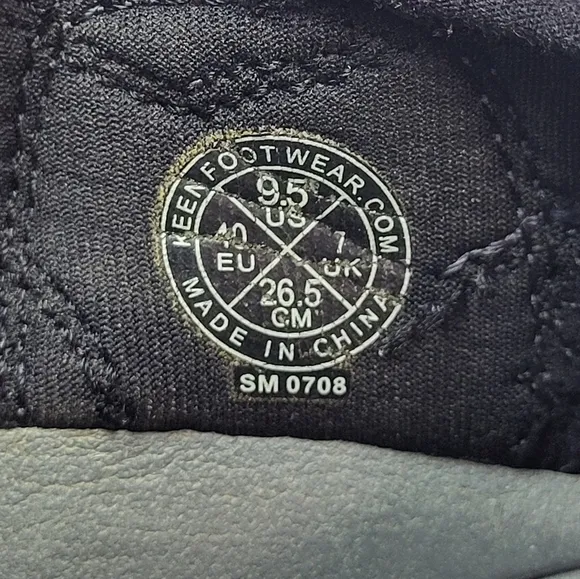 KEENFOOTWEAR.COM
9.5
US
40
EU
7
UK
26.5
CM
MADE IN CHINA
SM 0708